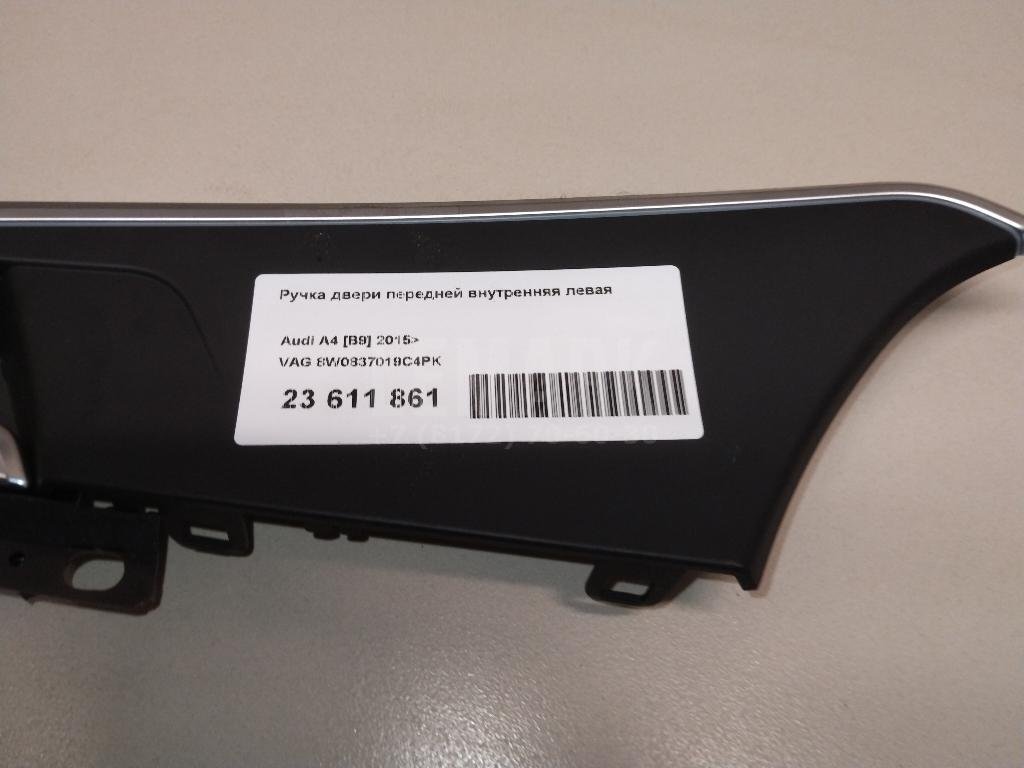 Ручка двери передней внутренняя левая
Audi A4 [B9] 2015>
VAG 8W0837019C4PK
23 611 861